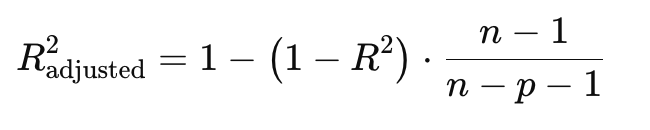 R²adjusted = 1 − (1 − R²) · (n − 1)/(n − p − 1)